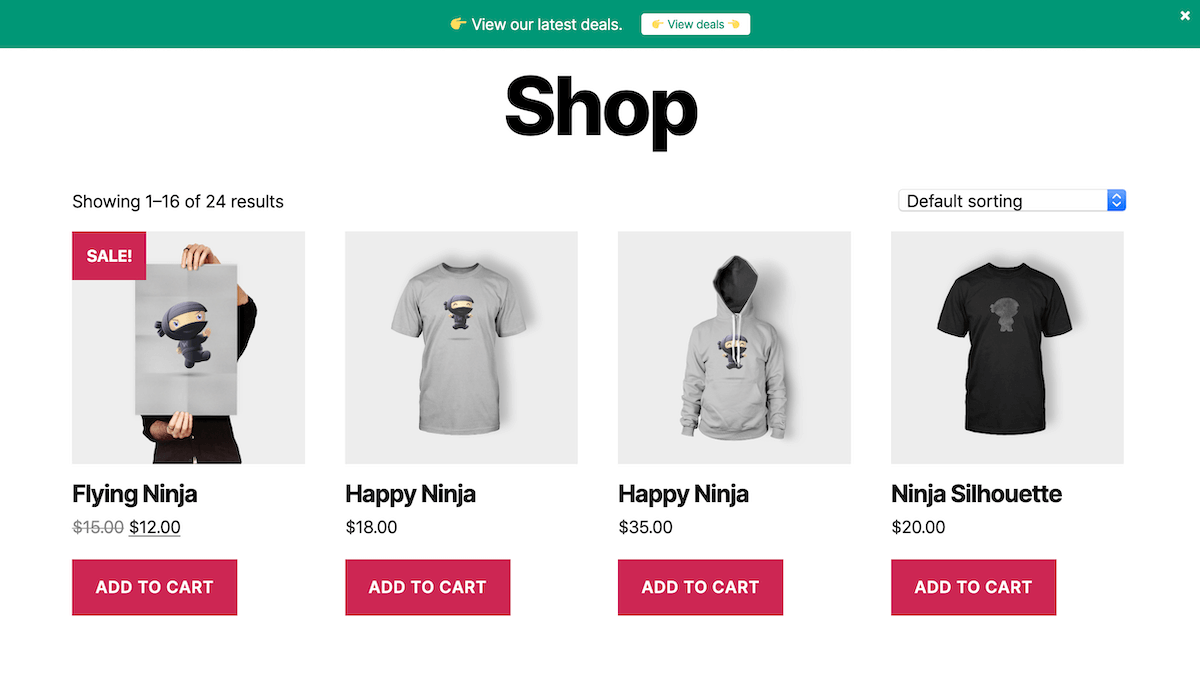 👉 View our latest deals. 👉 View deals 👈
Shop
Showing 1–16 of 24 results
Default sorting
SALE!
Flying Ninja
$15.00 $12.00
ADD TO CART
Happy Ninja
$18.00
ADD TO CART
Happy Ninja
$35.00
ADD TO CART
Ninja Silhouette
$20.00
ADD TO CART